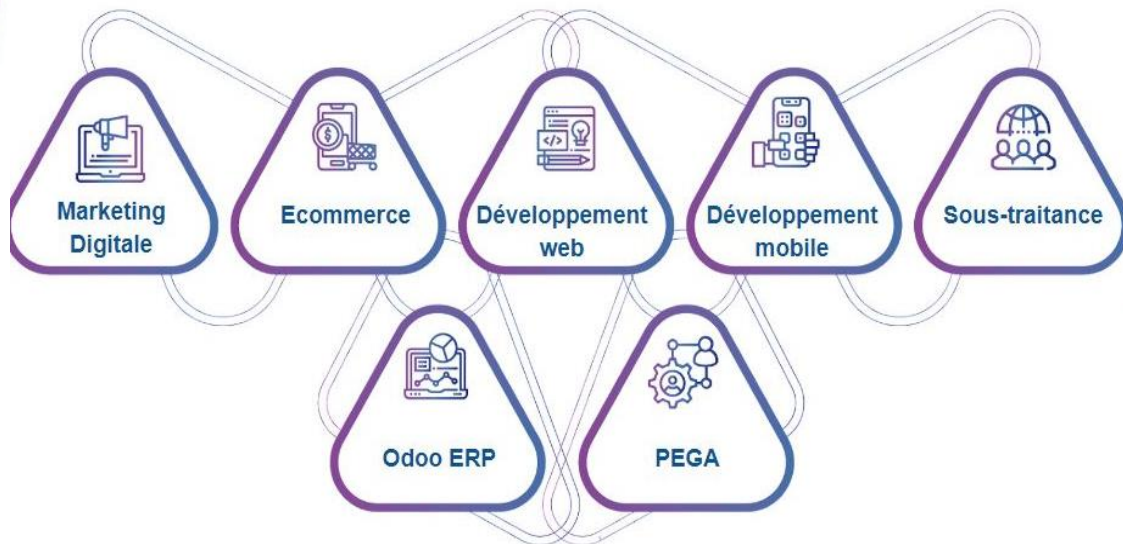 Marketing
Digitale
Ecommerce
Développement
web
Développement
mobile
Sous-traitance
Odoo ERP
PEGA